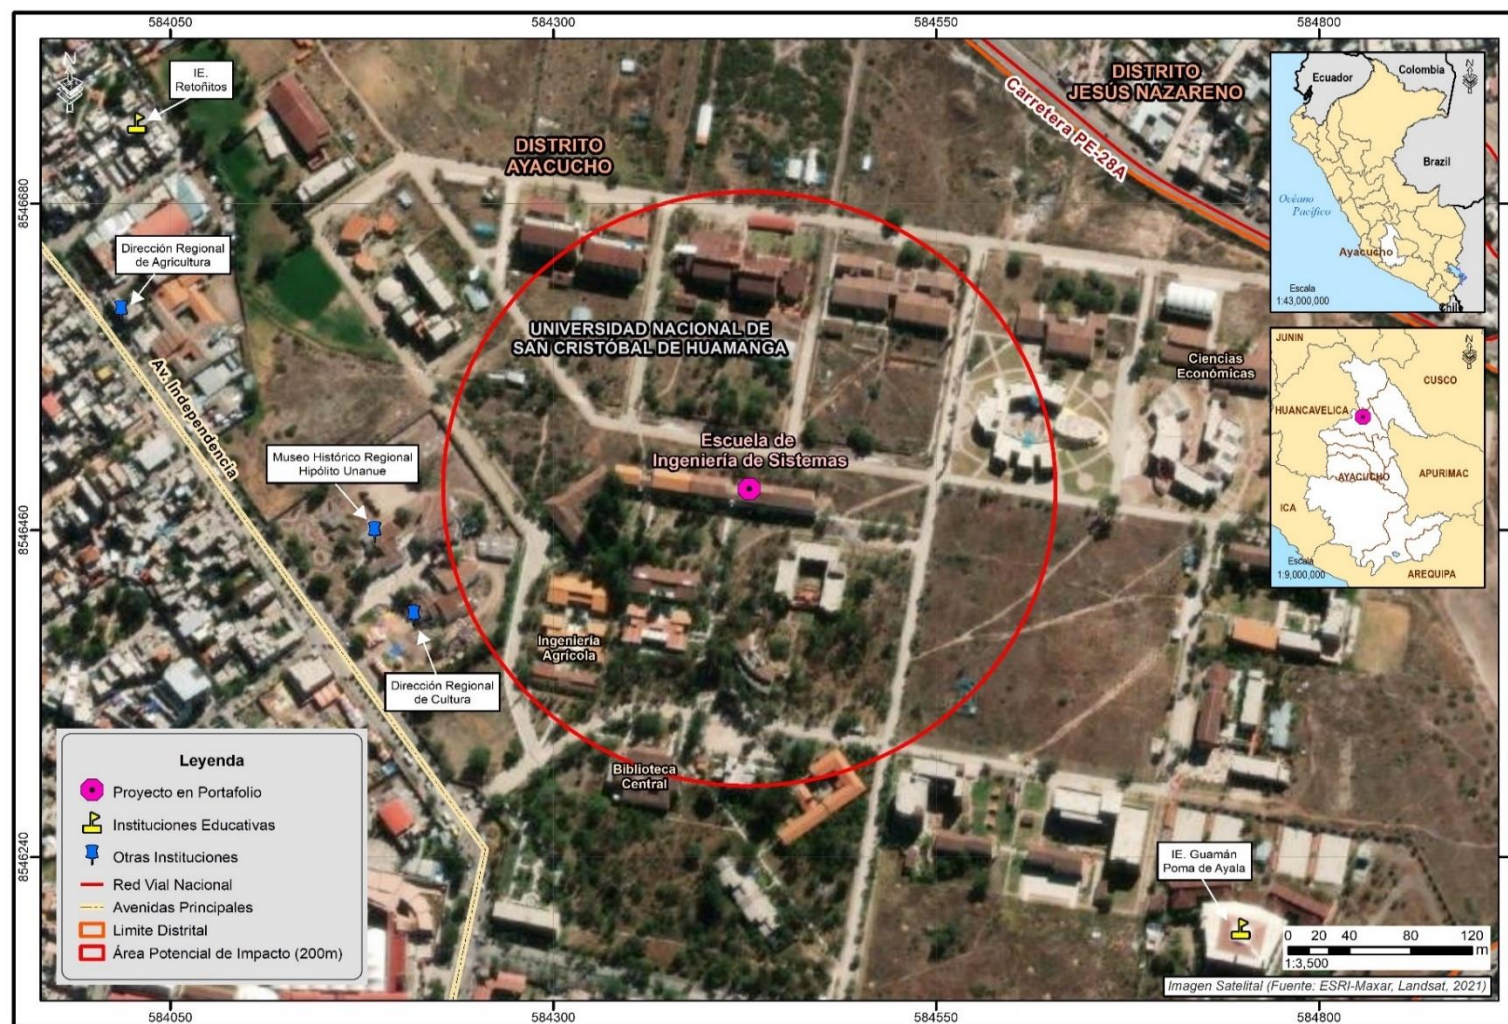 584050
584300
584550
584800
8546680
8546460
8546240
N
IE.
Retoñitos
DISTRITO
AYACUCHO
DISTRITO
JESÚS NAZARENO
Carretera PE-28A
Dirección Regional
de Agricultura
Av. Independencia
UNIVERSIDAD NACIONAL DE
SAN CRISTÓBAL DE HUAMANGA
Ciencias
Económicas
Escuela de
Ingeniería de Sistemas
Museo Histórico Regional
Hipólito Unanue
Ingeniería
Agrícola
Dirección Regional
de Cultura
Biblioteca
Central
IE. Guamán
Poma de Ayala
Ecuador
Colombia
N
Brazil
Océano
Pacífico
Ayacucho
Escala
1:43,000,000
Chil
JUNIN
N
CUSCO
HUANCAVELICA
AYACUCHO
APURIMAC
ICA
Escala
1:9,000,000
AREQUIPA
Leyenda
Proyecto en Portafolio
Instituciones Educativas
Otras Instituciones
Red Vial Nacional
Avenidas Principales
Limite Distrital
Área Potencial de Impacto (200m)
0 20 40 80 120
m
1:3,500
Imagen Satelital (Fuente: ESRI-Maxar, Landsat, 2021)
584050
584300
584550
584800